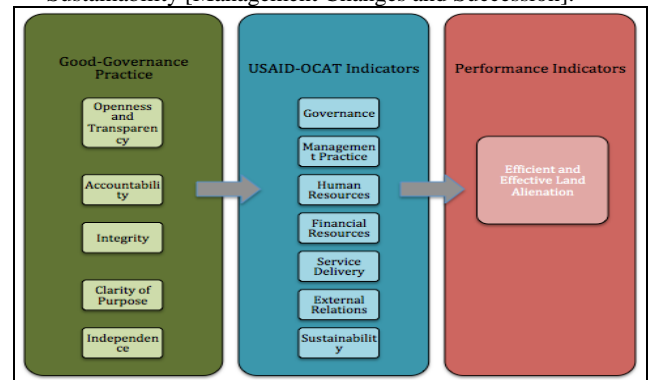 Sustainability [Management Changes and Succession].
Good-Governance
Practice
Openness
and
Transparen
cy
Accountabili
ty
Integrity
Clarity of
Purpose
Independen
ce
USAID-OCAT Indicators
Governance
Managemen
t Practice
Human
Resources
Financial
Resources
Service
Delivery
External
Relations
Sustainabilit
y
Performance Indicators
Efficient and
Effective Land
Alienation